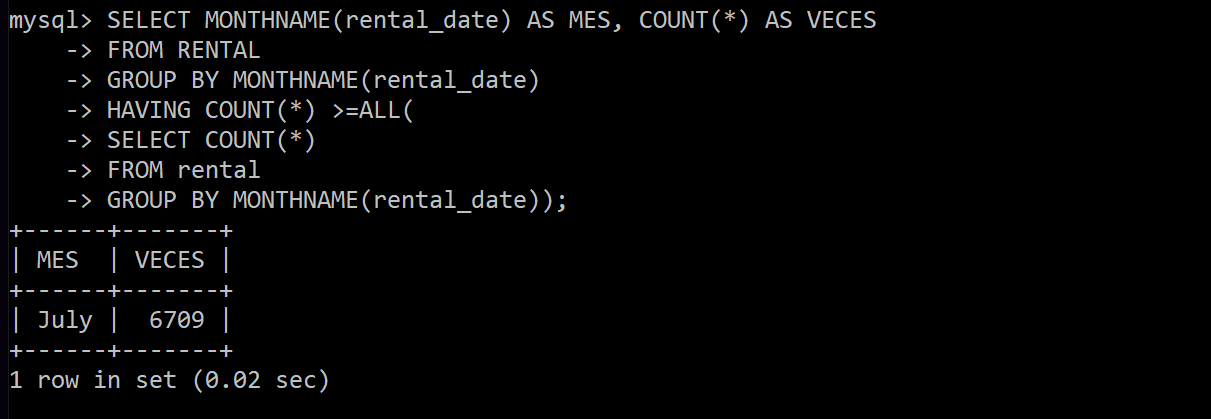 mysql> SELECT MONTHNAME(rental_date) AS MES, COUNT(*) AS VECES
    -> FROM RENTAL
    -> GROUP BY MONTHNAME(rental_date)
    -> HAVING COUNT(*) >=ALL(
    -> SELECT COUNT(*)
    -> FROM rental
    -> GROUP BY MONTHNAME(rental_date));
+------+-------+
| MES  | VECES |
+------+-------+
| July |  6709 |
+------+-------+
1 row in set (0.02 sec)